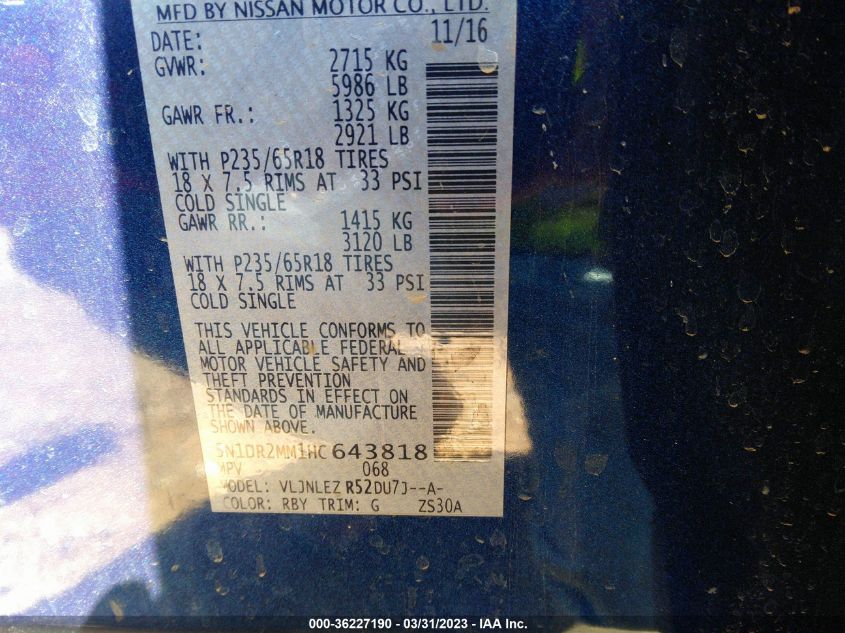 MFD BY NISSAN MOTOR CO., LTD.
DATE: 11/16
GVWR: 2715 KG
5986 LB
GAWR FR.: 1325 KG
2921 LB
WITH P235/65R18 TIRES
18 X 7.5 RIMS AT 33 PSI
COLD SINGLE
GAWR RR.: 1415 KG
3120 LB
WITH P235/65R18 TIRES
18 X 7.5 RIMS AT 33 PSI
COLD SINGLE
THIS VEHICLE CONFORMS TO
ALL APPLICABLE FEDERAL
MOTOR VEHICLE SAFETY AND
THEFT PREVENTION
STANDARDS IN EFFECT ON
THE DATE OF MANUFACTURE
SHOWN ABOVE.
5N1DR2MM1HC643818
MPV 068
MODEL: VLJNLEZ R52DU7J--A-
COLOR: RBY TRIM: G ZS30A
000-36227190 - 03/31/2023 - IAA Inc.